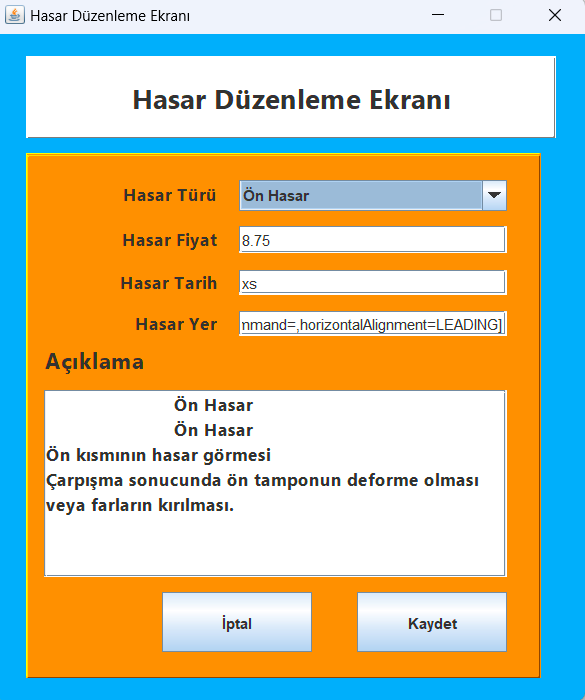 Hasar Düzenleme Ekranı
Hasar Düzenleme Ekranı
Hasar Türü Ön Hasar
Hasar Fiyat 8.75
Hasar Tarih xs
Hasar Yer nmand=,horizontalAlignment=LEADING]
Açıklama
Ön Hasar
Ön Hasar
Ön kısmının hasar görmesi
Çarpışma sonucunda ön tamponun deforme olması
veya farların kırılması.
İptal Kaydet